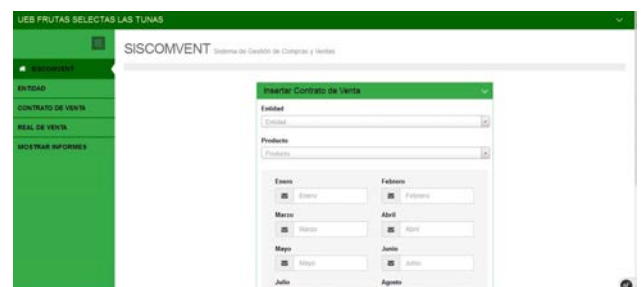 UEB FRUTAS SELECTAS LAS TUNAS
SISCOMVENT Sistema de Gestión de Compras y Ventas
SISCOMVENT
ENTIDAD
CONTRATO DE VENTA
REAL DE VENTA
MOSTRAR INFORMES
Insertar Contrato de Venta
Entidad
Entidad
Producto
Producto
Enero Febrero
Enero Febrero
Marzo Abril
Marzo Abril
Mayo Junio
Mayo Junio
Julio Agosto